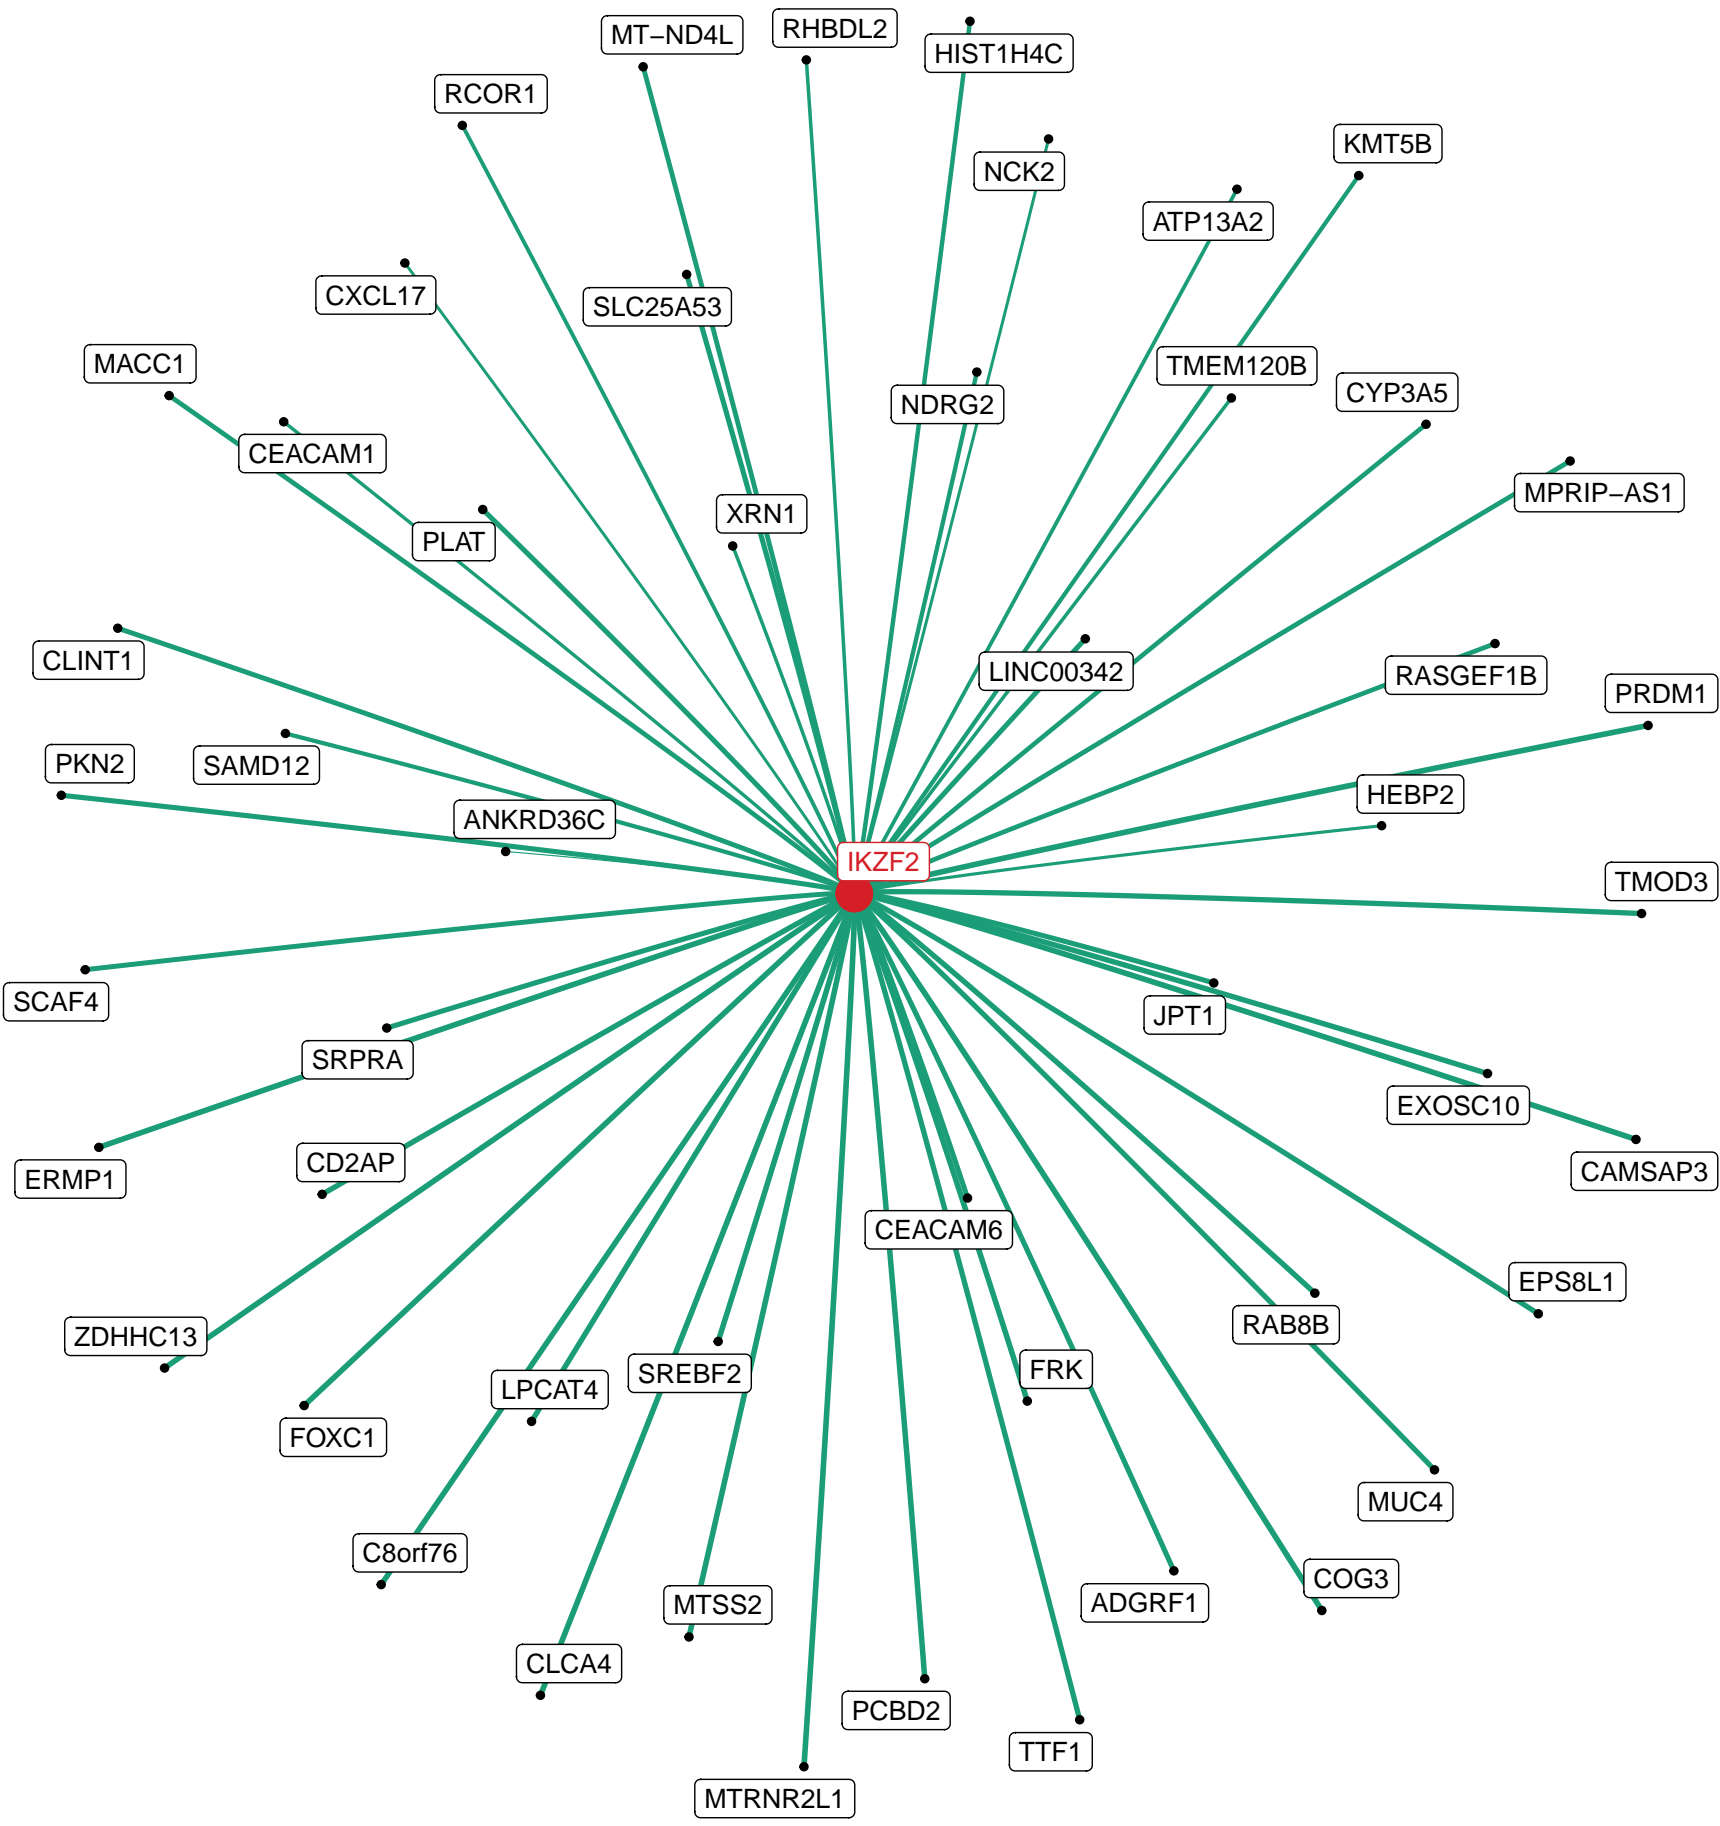 RHBDL2
MT−ND4L
HIST1H4C
RCOR1
KMT5B
NCK2
ATP13A2
CXCL17
SLC25A53
MACC1
TMEM120B
CYP3A5
NDRG2
CEACAM1
MPRIP−AS1
XRN1
PLAT
CLINT1
LINC00342
RASGEF1B
PRDM1
PKN2
SAMD12
HEBP2
ANKRD36C
IKZF2
TMOD3
SCAF4
JPT1
SRPRA
EXOSC10
CD2AP
CAMSAP3
ERMP1
CEACAM6
EPS8L1
RAB8B
ZDHHC13
FRK
SREBF2
LPCAT4
FOXC1
MUC4
C8orf76
COG3
ADGRF1
MTSS2
CLCA4
PCBD2
TTF1
MTRNR2L1